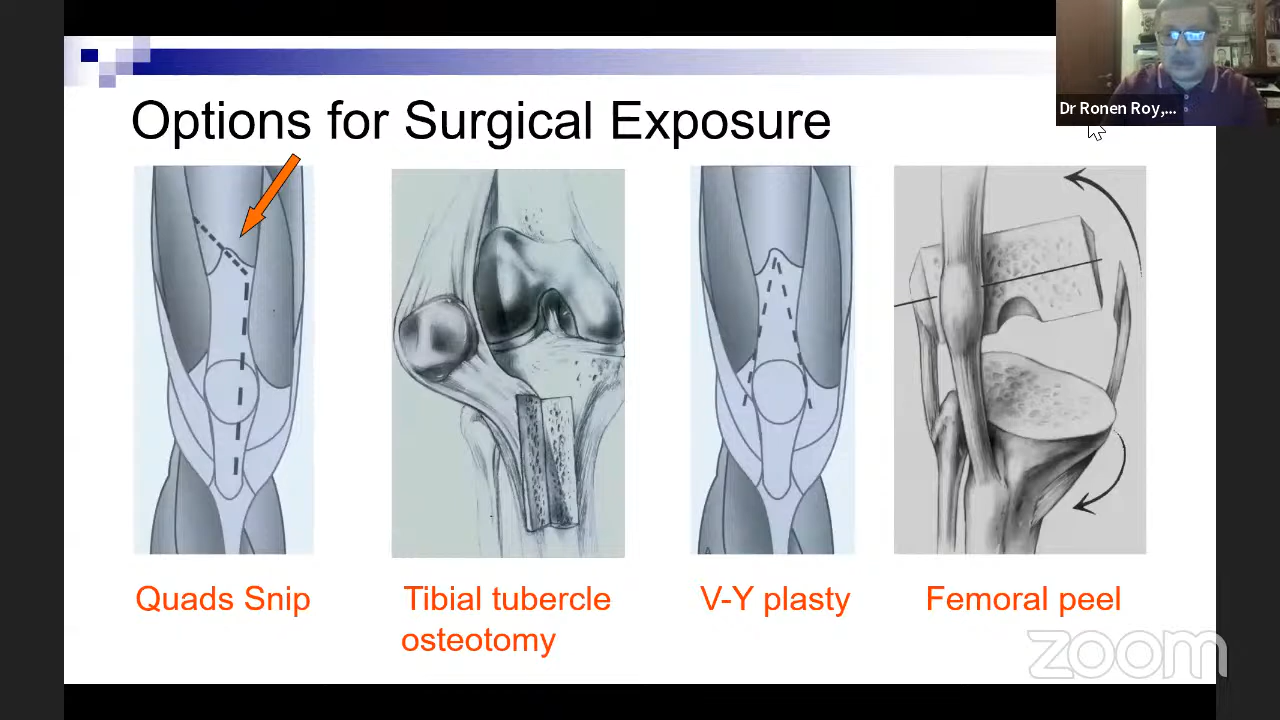 Options for Surgical Exposure
Dr Ronen Roy,...
Quads Snip
Tibial tubercle
osteotomy
V-Y plasty
Femoral peel
zoom